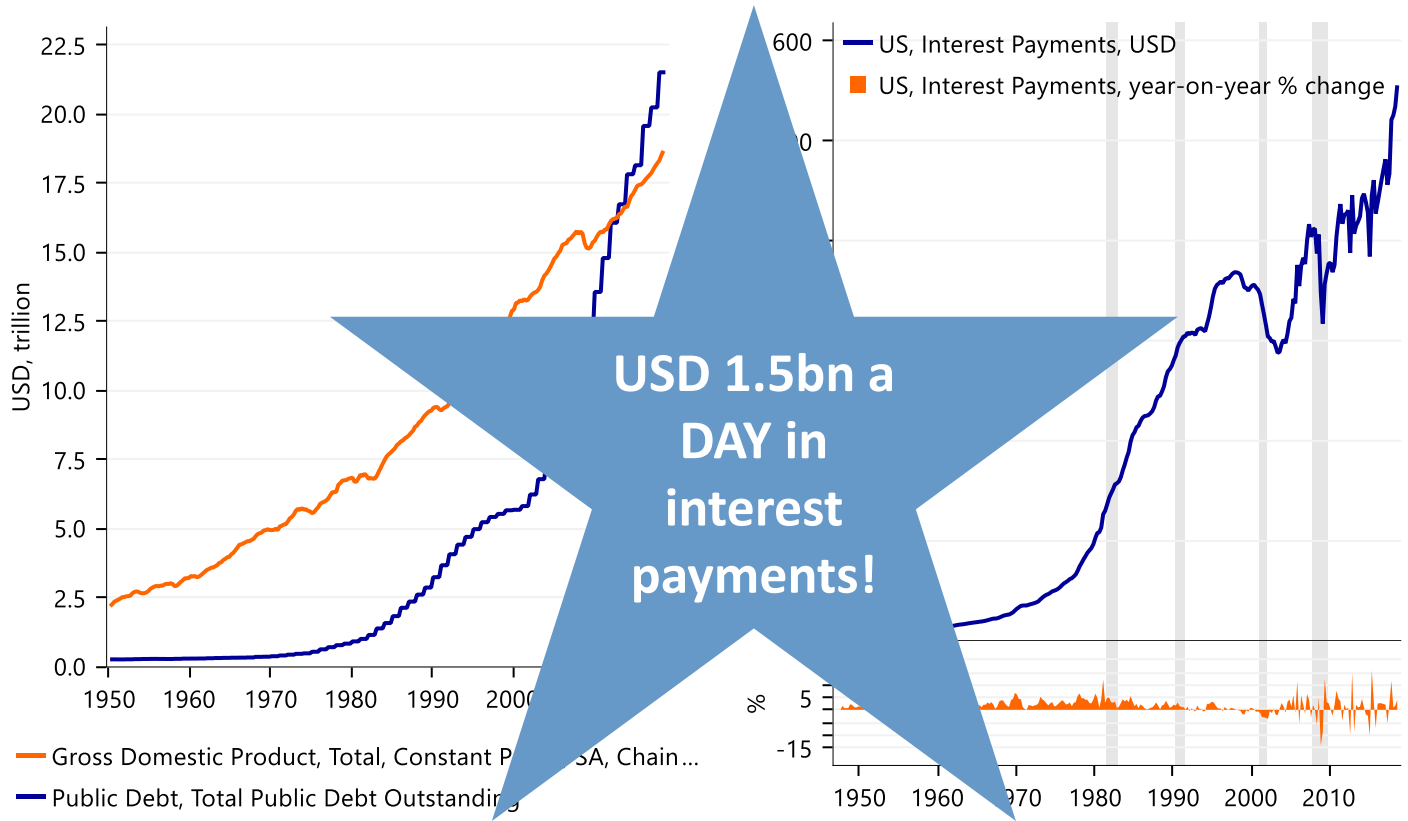 22.5
20.0
17.5
15.0
12.5
10.0
7.5
5.0
2.5
0.0
USD, trillion
1950 1960 1970 1980 1990 2000
Gross Domestic Product, Total, Constant SA, Chain...
Public Debt, Total Public Debt Outstanding
USD 1.5bn a
DAY in
interest
payments!
600
US, Interest Payments, USD
US, Interest Payments, year-on-year % change
%
5
-15
1950 1960 1980 1990 2000 2010